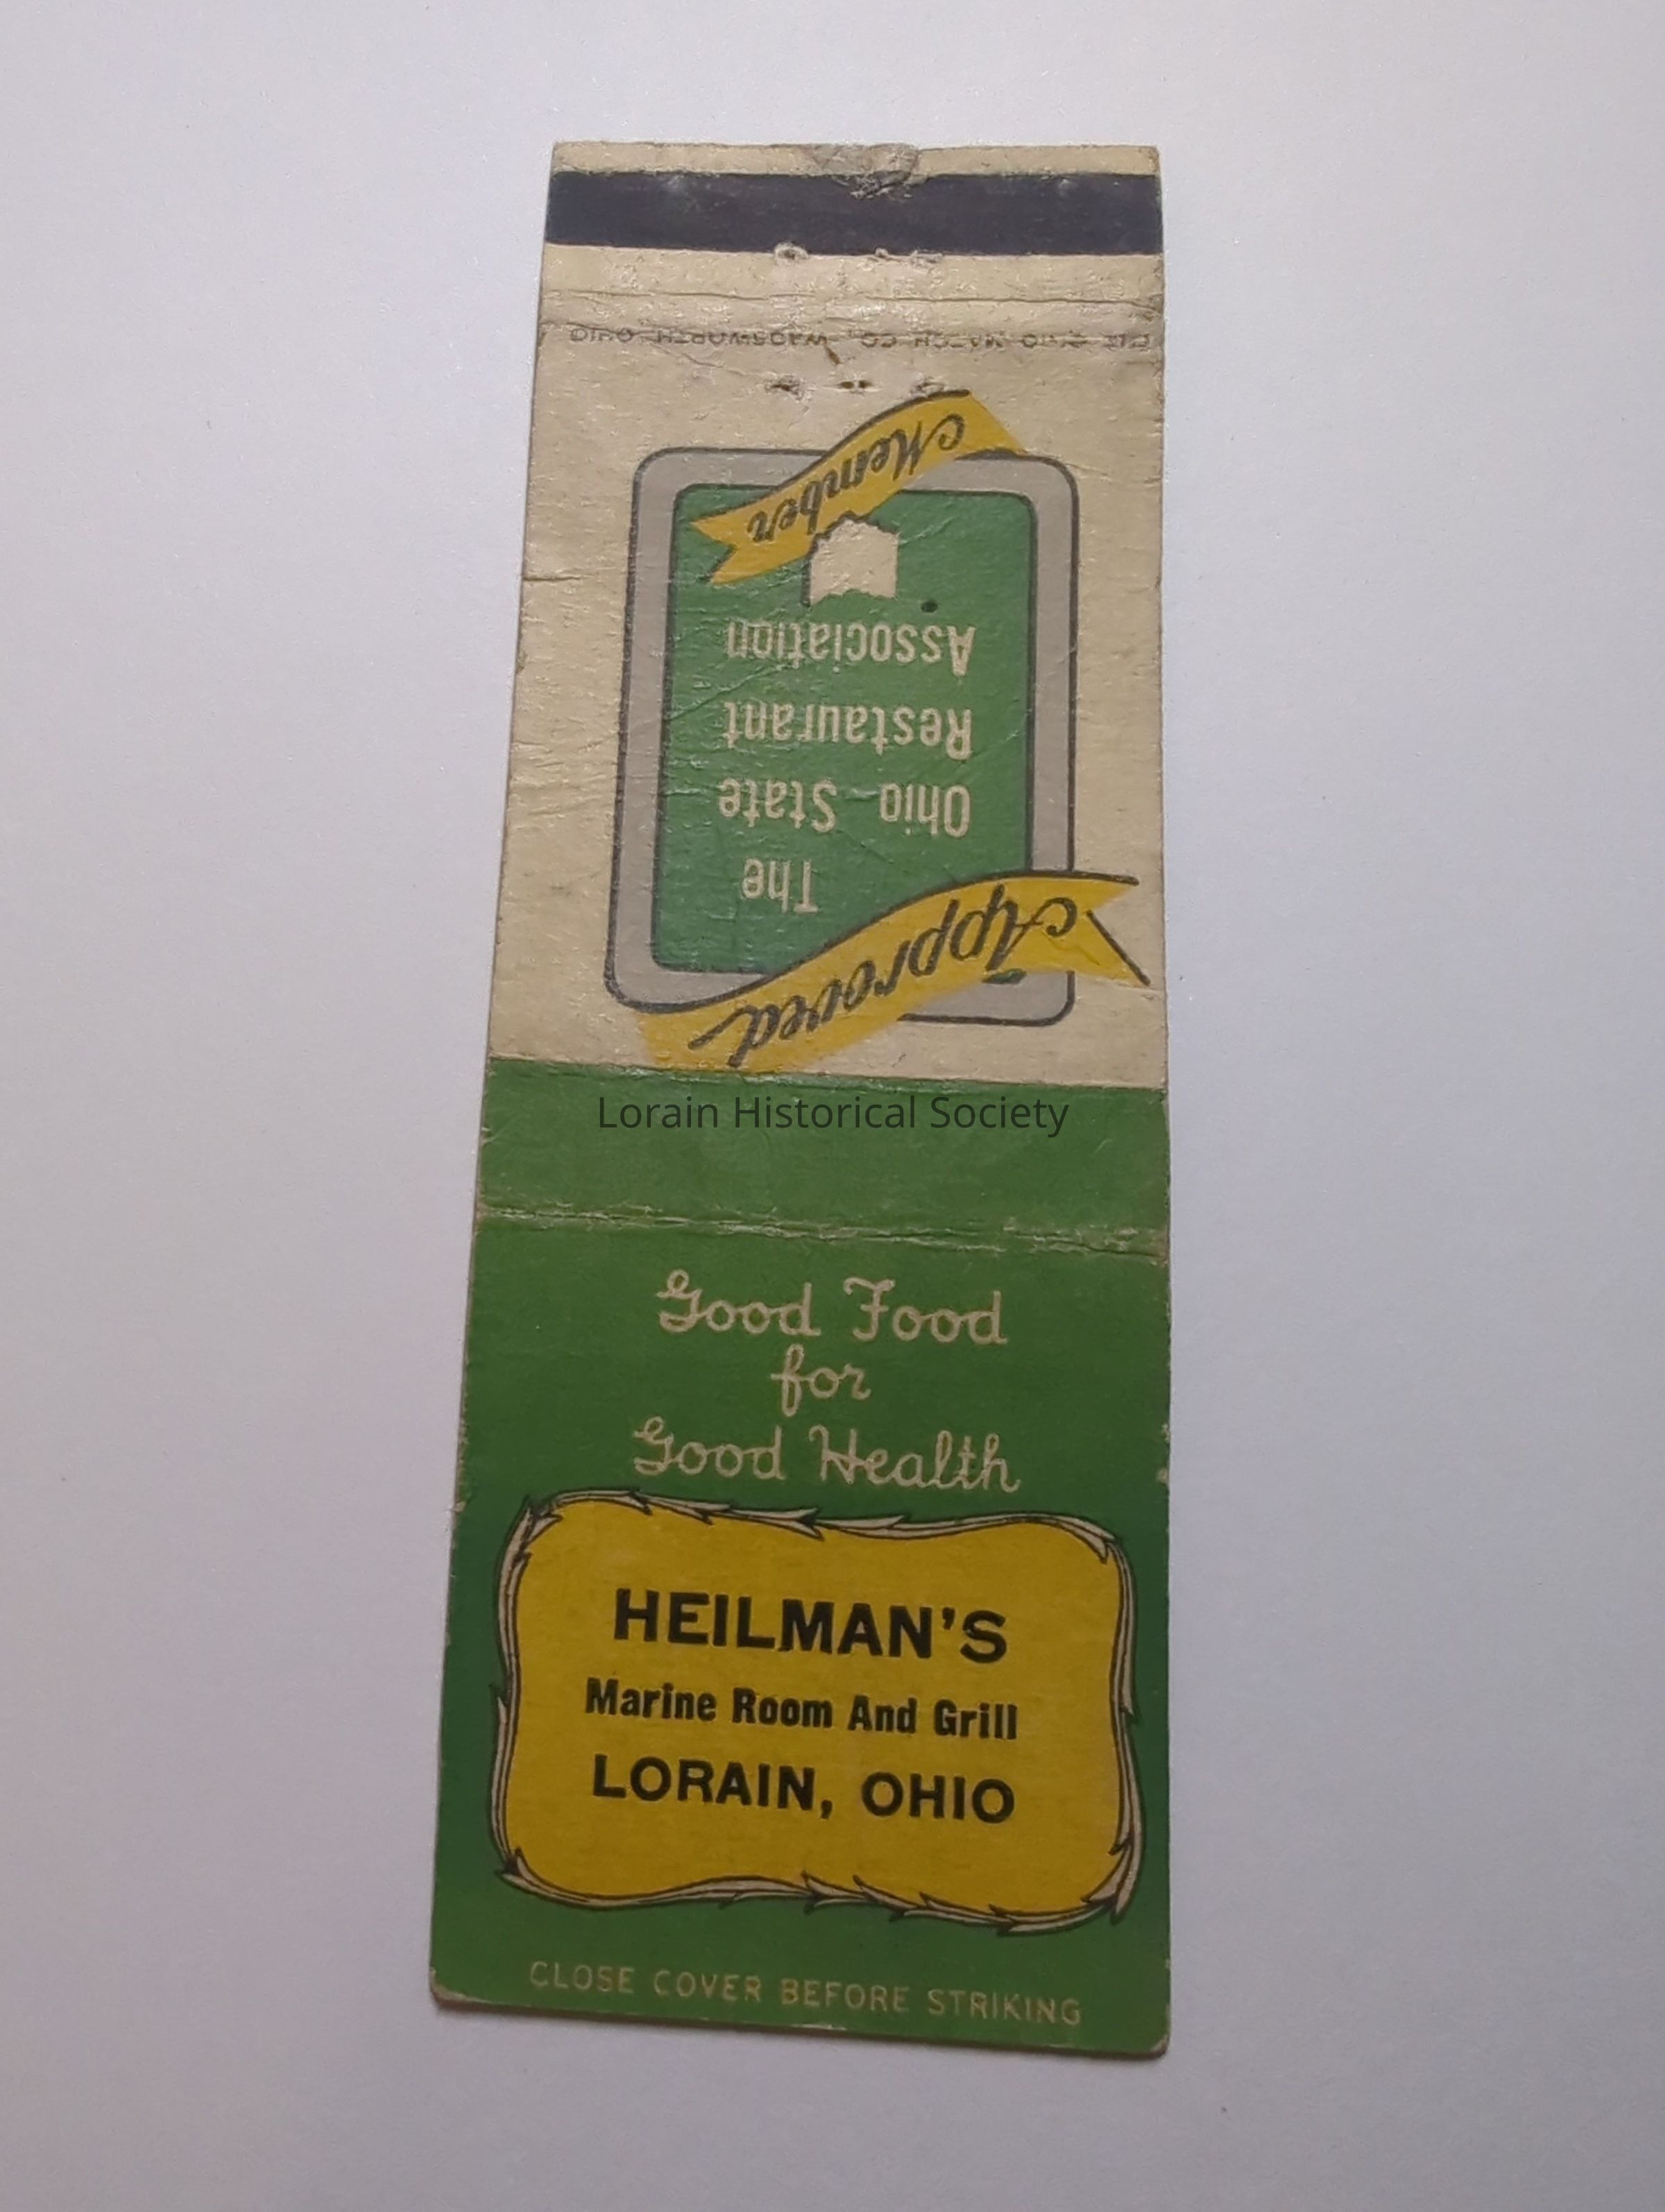 THE OHIO MATCH CO. WADSWORTH, OHIO
Approved
The
Ohio State
Restaurant
Association
Member
Lorain Historical Society
Good Food
for
Good Health
HEILMAN'S
Marine Room And Grill
LORAIN, OHIO
CLOSE COVER BEFORE STRIKING